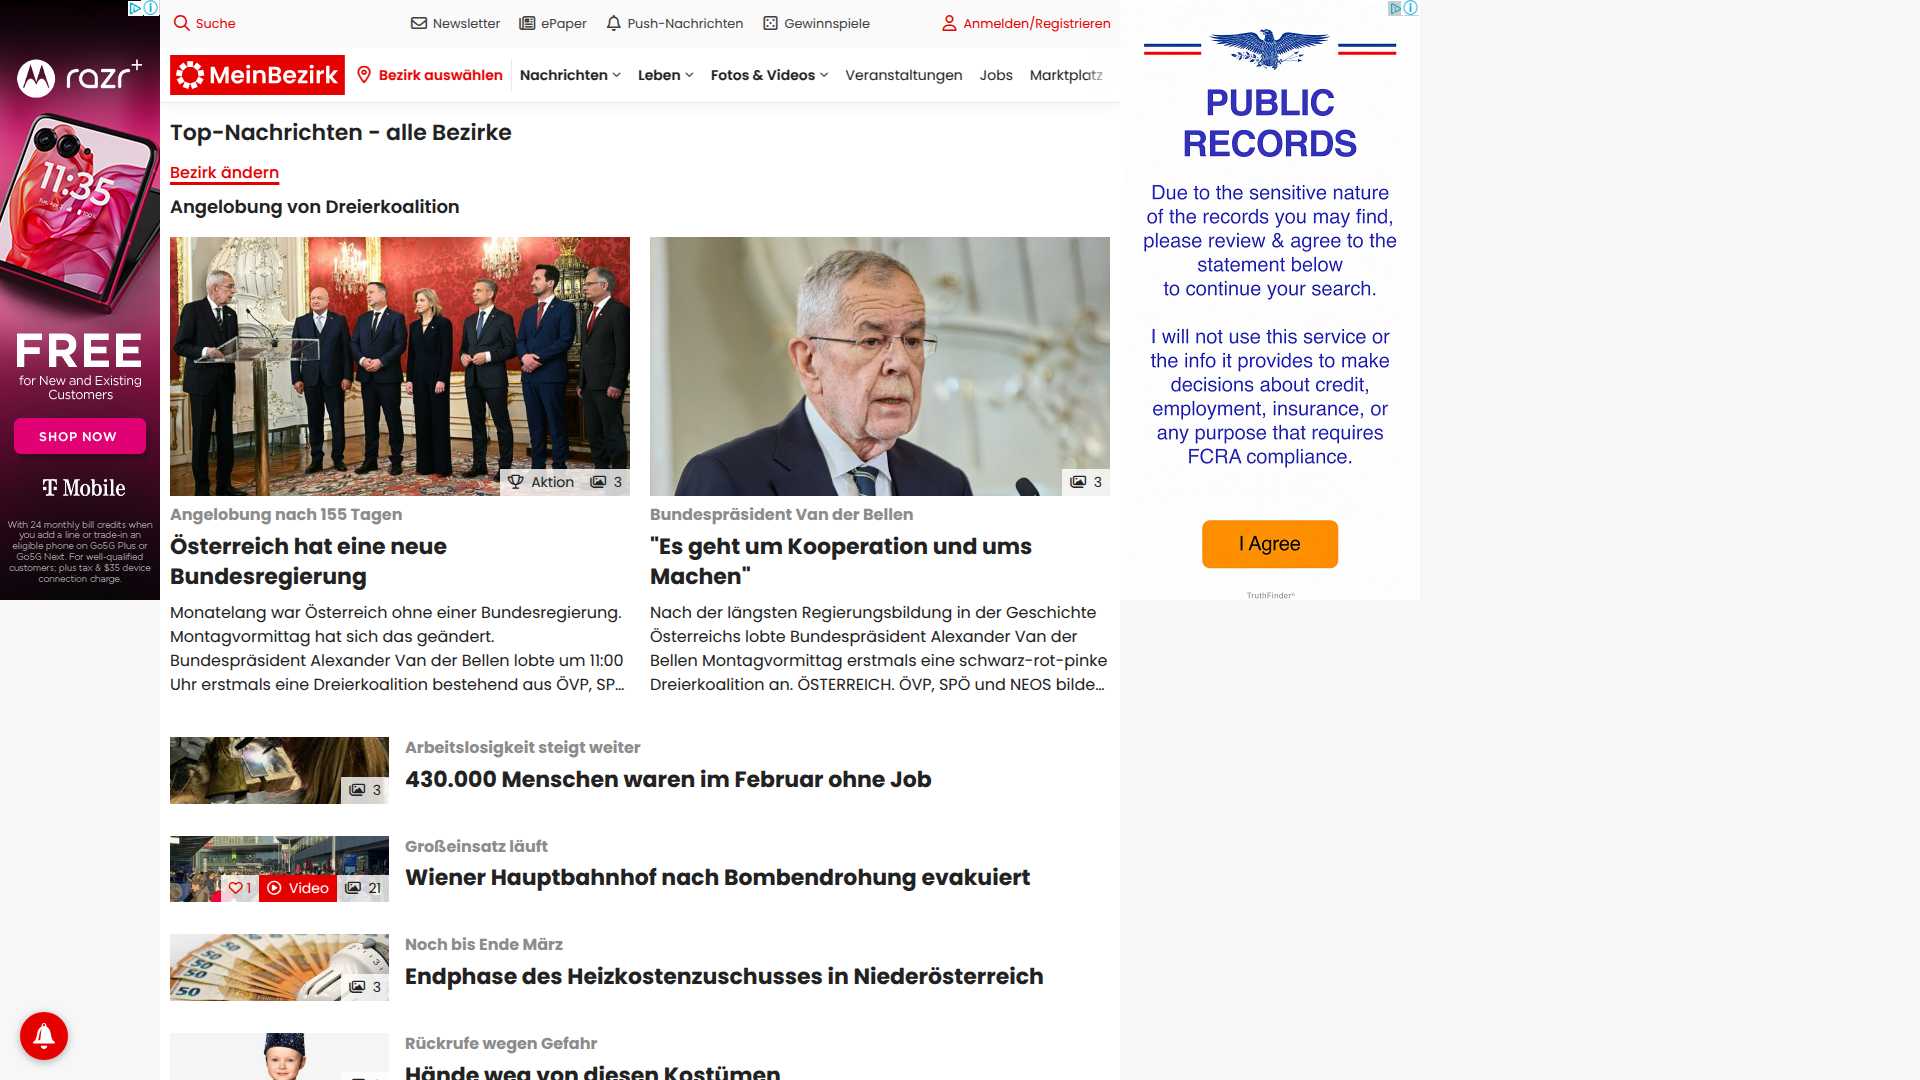 Suche
Newsletter
ePaper
Push-Nachrichten
Gewinnspiele
Anmelden/Registrieren
MeinBezirk
Bezirk auswählen
Nachrichten
Leben
Fotos & Videos
Veranstaltungen
Jobs
Marktplatz
razr+
11:35
FREE
for New and Existing
Customers
SHOP NOW
T Mobile
With 24 monthly bill credits when
you add a line or trade-in an
eligible phone on Go5G Plus or
Go5G Next. For well-qualified
customers; plus tax & $35 device
connection charge.
Top-Nachrichten - alle Bezirke
Bezirk ändern
Angelobung von Dreierkoalition
Aktion
3
Angelobung nach 155 Tagen
Österreich hat eine neue
Bundesregierung
Monatelang war Österreich ohne einer Bundesregierung.
Montagvormittag hat sich das geändert.
Bundespräsident Alexander Van der Bellen lobte um 11:00
Uhr erstmals eine Dreierkoalition bestehend aus ÖVP, SP...
3
Bundespräsident Van der Bellen
"Es geht um Kooperation und ums
Machen"
Nach der längsten Regierungsbildung in der Geschichte
Österreichs lobte Bundespräsident Alexander Van der
Bellen Montagvormittag erstmals eine schwarz-rot-pinke
Dreierkoalition an. ÖSTERREICH. ÖVP, SPÖ und NEOS bilde...
3
Arbeitslosigkeit steigt weiter
430.000 Menschen waren im Februar ohne Job
1
Video
21
Großeinsatz läuft
Wiener Hauptbahnhof nach Bombendrohung evakuiert
50
50
50
3
Noch bis Ende März
Endphase des Heizkostenzuschusses in Niederösterreich
Rückrufe wegen Gefahr
Hände weg von diesen Kostümen
PUBLIC
RECORDS
Due to the sensitive nature
of the records you may find,
please review & agree to the
statement below
to continue your search.
I will not use this service or
the info it provides to make
decisions about credit,
employment, insurance, or
any purpose that requires
FCRA compliance.
I Agree
TruthFinder®